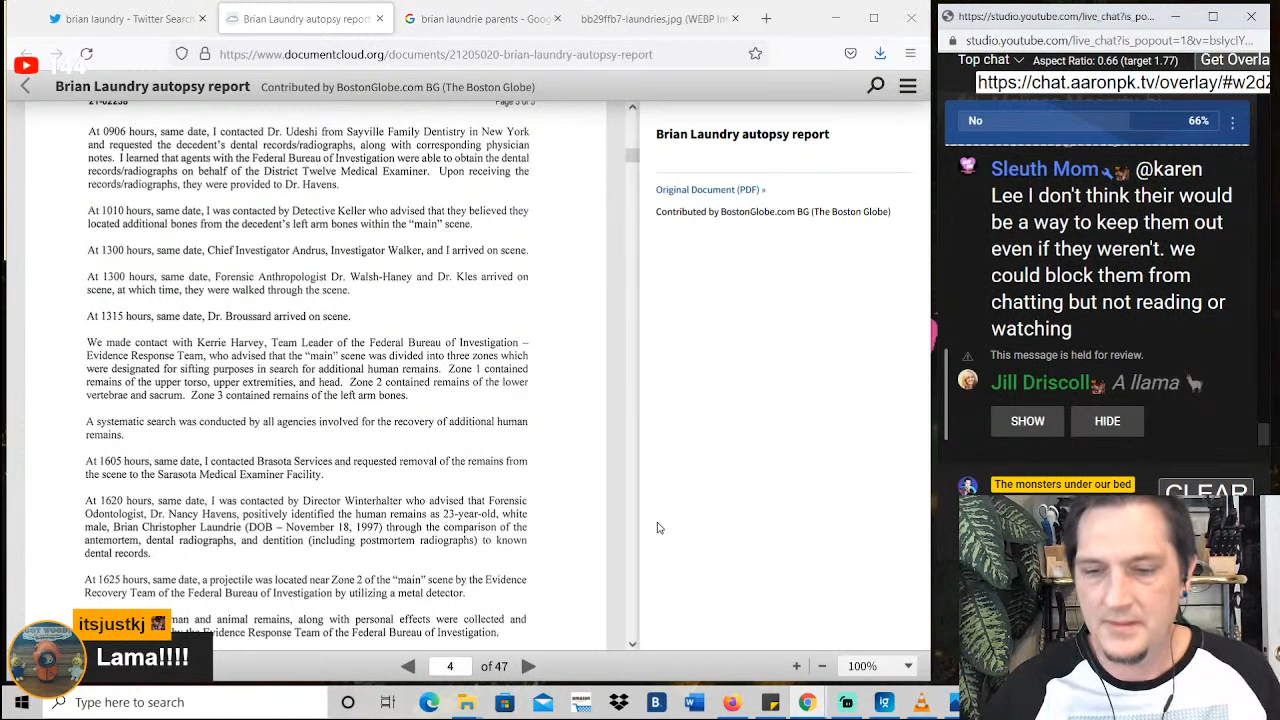 brian laundry - Twitter Searc
Brian Laundry autopsy report
brian laundrie parents - Goog
bb29ffb7-laundries.jpg (WEBP Im
144
https://www.documentcloud.org/documents/
brian-laundry-autopsy-report
Brian Laundry autopsy report
Contributed by BostonGlobe.com BG (The Boston Globe)
At 0906 hours, same date, I contacted Dr. Udeshi from Sayville Family Dentistry in New York
and requested the decedent's dental records/radiographs, along with corresponding physician
notes. I learned that agents with the Federal Bureau of Investigation were able to obtain the dental
records/radiographs on behalf of the District Twelve Medical Examiner. Upon receiving the
records/radiographs, they were provided to Dr. Havens.
At 1010 hours, same date, I was contacted by Detective Keller who advised that they believed they
located additional bones from the decedent's left arm bones within the "main" scene.
At 1300 hours, same date, Chief Investigator Andrus, Investigator Walker, and I arrived on scene.
At 1300 hours, same date, Forensic Anthropologist Dr. Walsh-Haney and Dr. Kles arrived on
scene, at which time, they were walked through the scene.
At 1315 hours, same date, Dr. Broussard arrived on scene.
We made contact with Kerrie Harvey, Team Leader of the Federal Bureau of Investigation –
Evidence Response Team, who advised that the "main" scene was divided into three zones which
were designated for sifting purposes in search for additional human remains. Zone 1 contained
remains of the upper torso, upper extremities, and head. Zone 2 contained remains of the lower
vertebrae and sacrum. Zone 3 contained remains of the left arm bones.
A systematic search was conducted by all agencies involved for the recovery of additional human
remains.
At 1605 hours, same date, I contacted Brasota Services and requested removal of the remains from
the scene to the Sarasota Medical Examiner Facility.
At 1620 hours, same date, I was contacted by Director Winterer who advised that Forensic
Odontologist, Dr. Nancy Havens, positively identified the human remains as 23-year-old, white
male, Brian Christopher Laundrie (DOB – November 18, 1997) through the comparison of the
antemortem, dental radiographs, and dentition (including postmortem radiographs) to known
dental records.
At 1625 hours, same date, a projectile was located near Zone 2 of the "main" scene by the Evidence
Recovery Team of the Federal Bureau of Investigation by utilizing a metal detector.
man and animal remains, along with personal effects were collected and
Evidence Response Team of the Federal Bureau of Investigation.
Brian Laundry autopsy report
Original Document (PDF) »
Contributed by BostonGlobe.com BG (The Boston Globe)
4 of 47
100%
itsjustkj
Lama!!!!
Type here to search
https://studio.youtube.com/live_chat?is_po...
studio.youtube.com/live_chat?is_popout=1&v=bslyclY
Top chat
Aspect Ratio: 0.66 (target 1.77)
Get Overla
https://chat.aaronpk.tv/overlay/#w2dZ
No 66%
Sleuth Mom @karen
Lee I don't think their would
be a way to keep them out
even if they weren't. we
could block them from
chatting but not reading or
watching
This message is held for review.
Jill Driscoll A llama
SHOW HIDE
The monsters under our bed
CLEAR